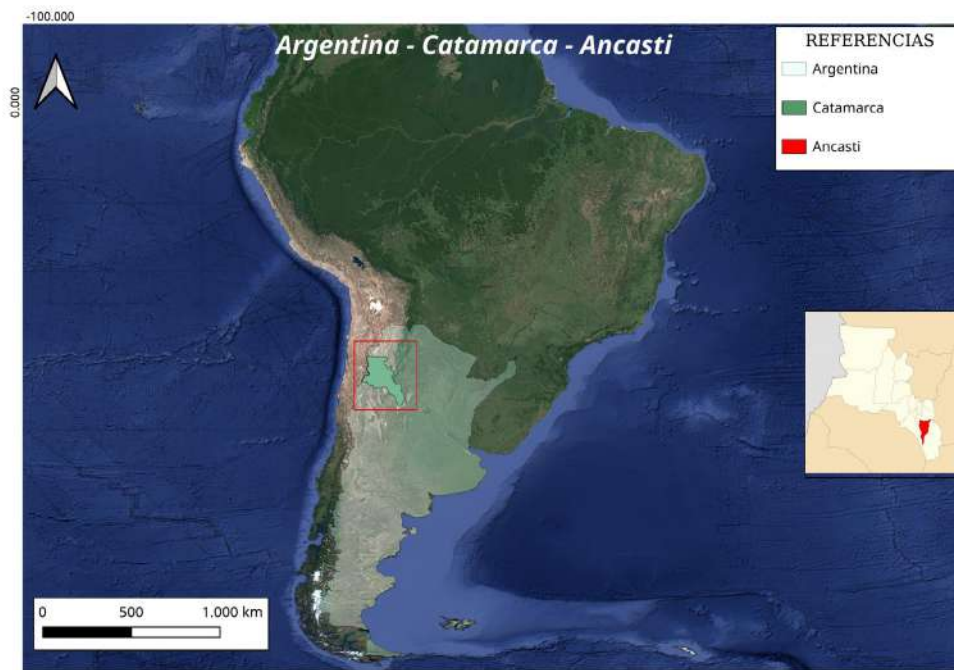 -100.000
0.000
Argentina - Catamarca - Ancasti
REFERENCIAS
Argentina
Catamarca
Ancasti
0 500 1.000 km